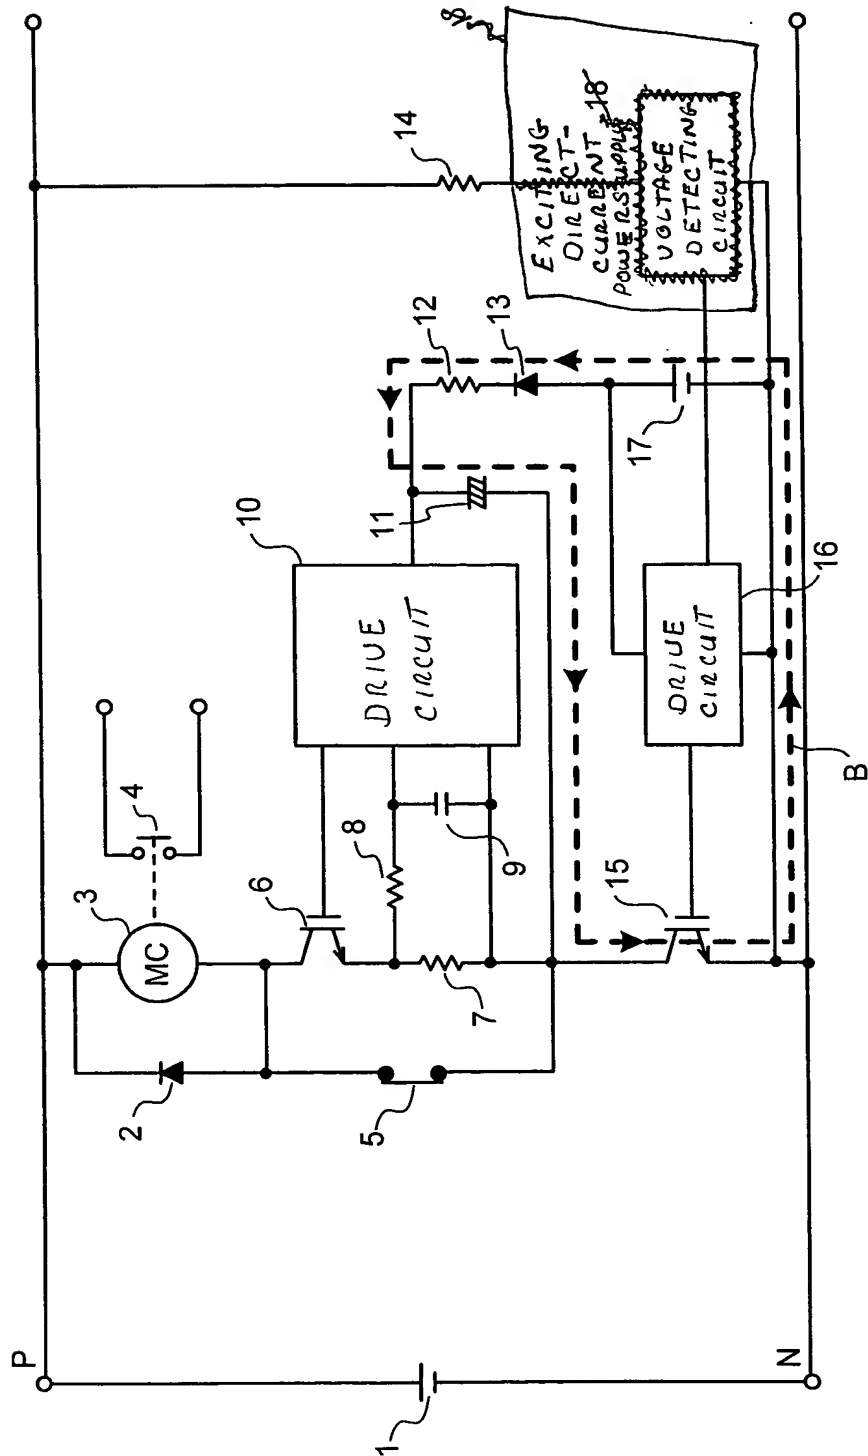 P
2
3
MC
4
1
5
6
7
8
9
10
DRIVE
CIRCUIT
11
12
13
14
EXCITING
DIRECT-
CURRENT
POWER SUPPLY
18
VOLTAGE
DETECTING
CIRCUIT
15
17
DRIVE
CIRCUIT
16
B
N